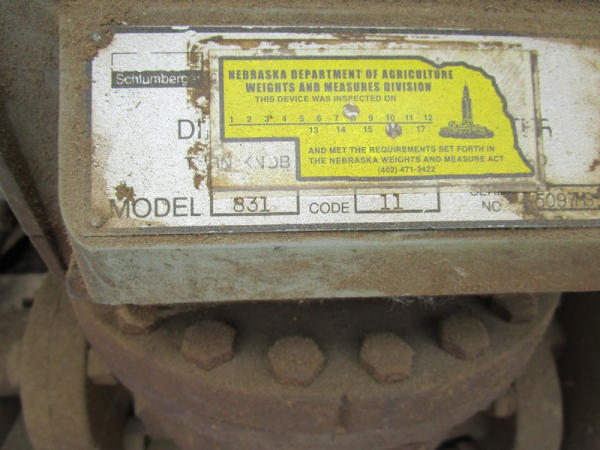 Schlumberger
NEBRASKA DEPARTMENT OF AGRICULTURE
WEIGHTS AND MEASURES DIVISION
THIS DEVICE WAS INSPECTED ON
1 2 3 4 5 6 7 8 9 10 11 12
13 14 15 16 17
AND MET THE REQUIREMENTS SET FORTH IN
THE NEBRASKA WEIGHTS AND MEASURE ACT
(402) 471-3422
TURN KNOB
MODEL 831 CODE 11 NO.